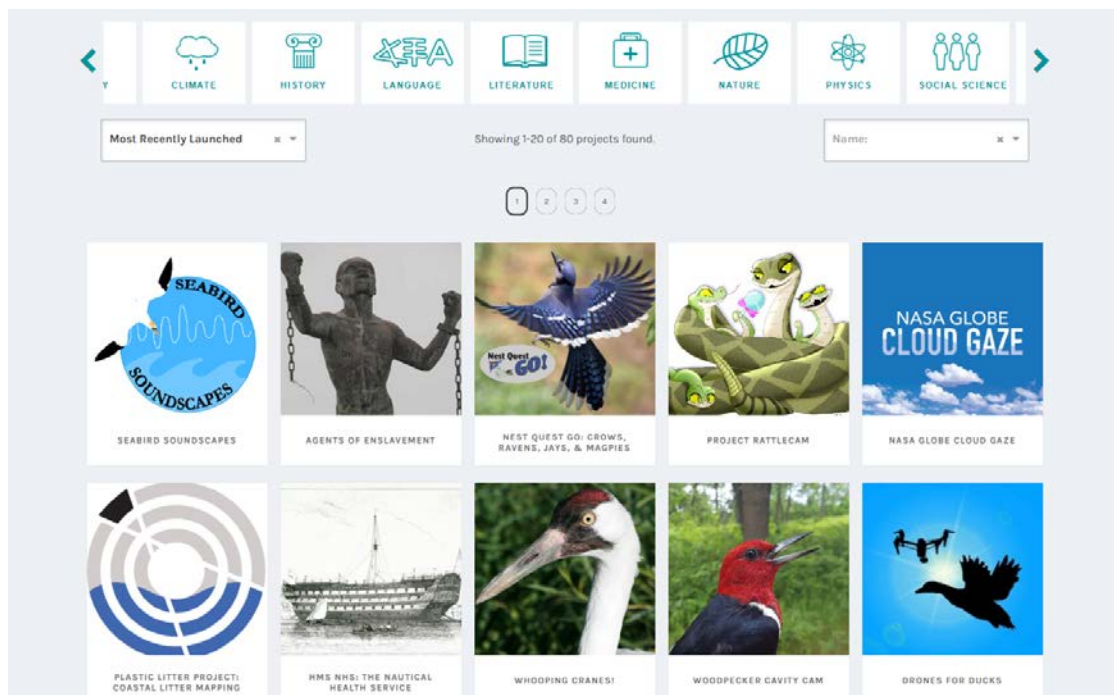 Y
CLIMATE
HISTORY
LANGUAGE
LITERATURE
MEDICINE
NATURE
PHYSICS
SOCIAL SCIENCE
Most Recently Launched
Showing 1-20 of 80 projects found.
Name:
1 2 3 4
SEABIRD
SOUNDSCAPES
Nest Quest
GO!
NASA GLOBE
CLOUD GAZE
SEABIRD SOUNDSCAPES
AGENTS OF ENSLAVEMENT
NEST QUEST GO: CROWS,
RAVENS, JAYS, & MAGPIES
PROJECT RATTLECAM
NASA GLOBE CLOUD GAZE
PLASTIC LITTER PROJECT:
COASTAL LITTER MAPPING
HMS NHS: THE NAUTICAL
HEALTH SERVICE
WHOOPING CRANES!
WOODPECKER CAVITY CAM
DRONES FOR DUCKS